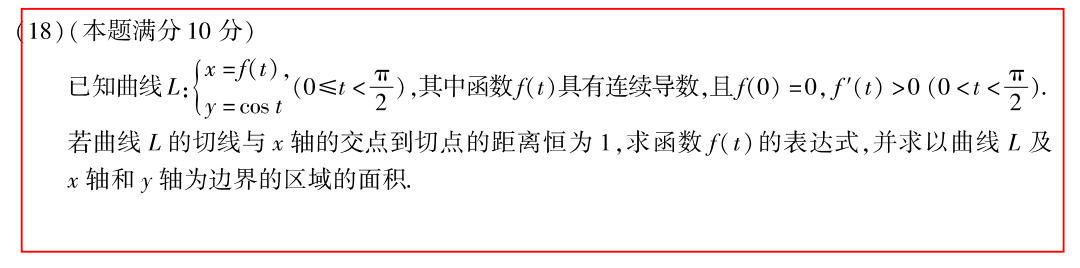 (18)(本题满分 10 分)
已知曲线 L:{x=f(t), y=cos t (0≤t<π/2),其中函数f(t)具有连续导数,且f(0)=0,f′(t)>0 (0<t<π/2).
若曲线 L 的切线与 x 轴的交点到切点的距离恒为 1,求函数 f(t)的表达式,并求以曲线 L 及
x 轴和 y 轴为边界的区域的面积.